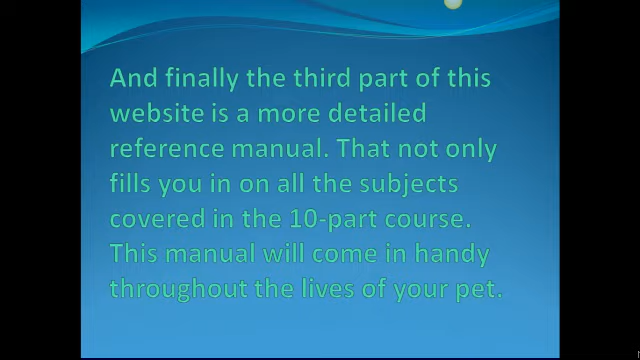 And finally the third part of this
website is a more detailed
reference manual. That not only
fills you in on all the subjects
covered in the 10-part course.
This manual will come in handy
throughout the lives of your pet.